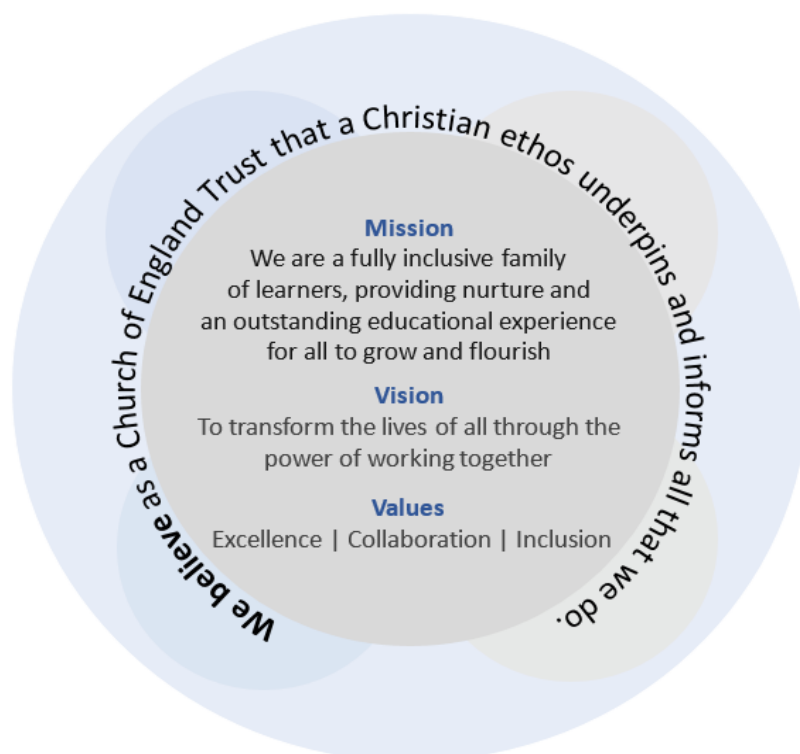 We believe as a Church of England Trust that a Christian ethos underpins and informs all that we do.
Mission
We are a fully inclusive family
of learners, providing nurture and
an outstanding educational experience
for all to grow and flourish
Vision
To transform the lives of all through the
power of working together
Values
Excellence | Collaboration | Inclusion